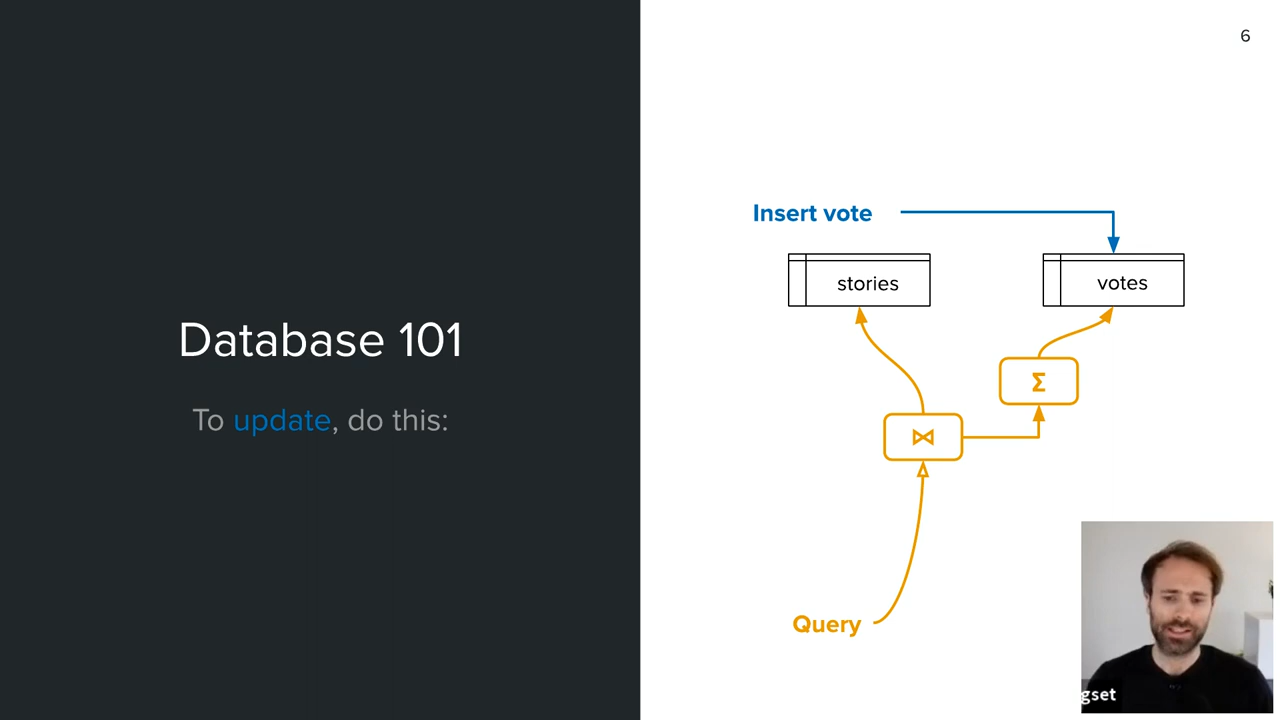 6
Database 101
To update, do this:
Insert vote
stories
votes
Σ
⋈
Query
gset